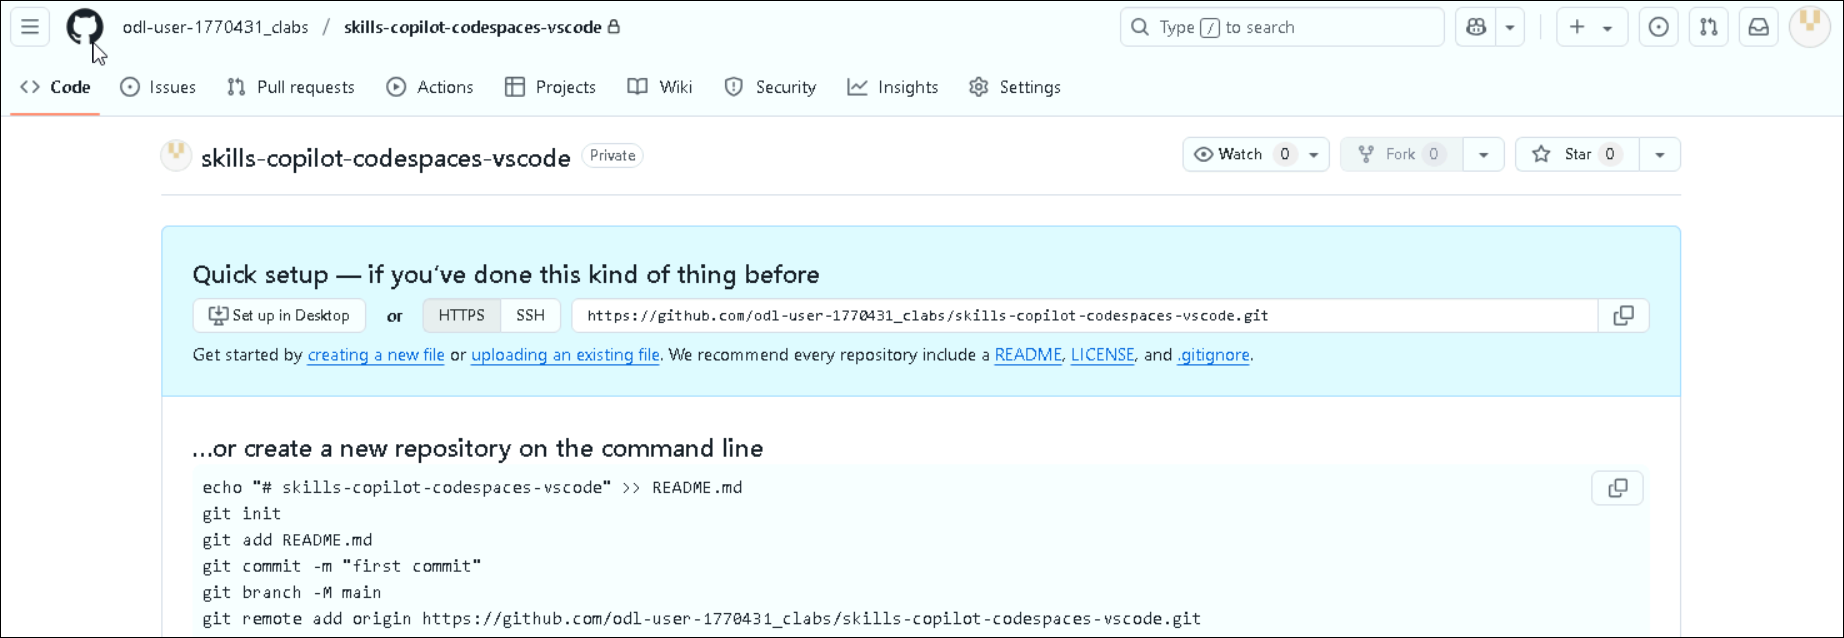 odl-user-1770431_clabs / skills-copilot-codespaces-vscode Type / to search
Code Issues Pull requests Actions Projects Wiki Security Insights Settings
skills-copilot-codespaces-vscode Private Watch 0 Fork 0 Star 0
Quick setup — if you've done this kind of thing before
Set up in Desktop or HTTPS SSH https://github.com/odl-user-1770431_clabs/skills-copilot-codespaces-vscode.git
Get started by creating a new file or uploading an existing file. We recommend every repository include a README, LICENSE, and .gitignore.
...or create a new repository on the command line
echo "# skills-copilot-codespaces-vscode" >> README.md
git init
git add README.md
git commit -m "first commit"
git branch -M main
git remote add origin https://github.com/odl-user-1770431_clabs/skills-copilot-codespaces-vscode.git